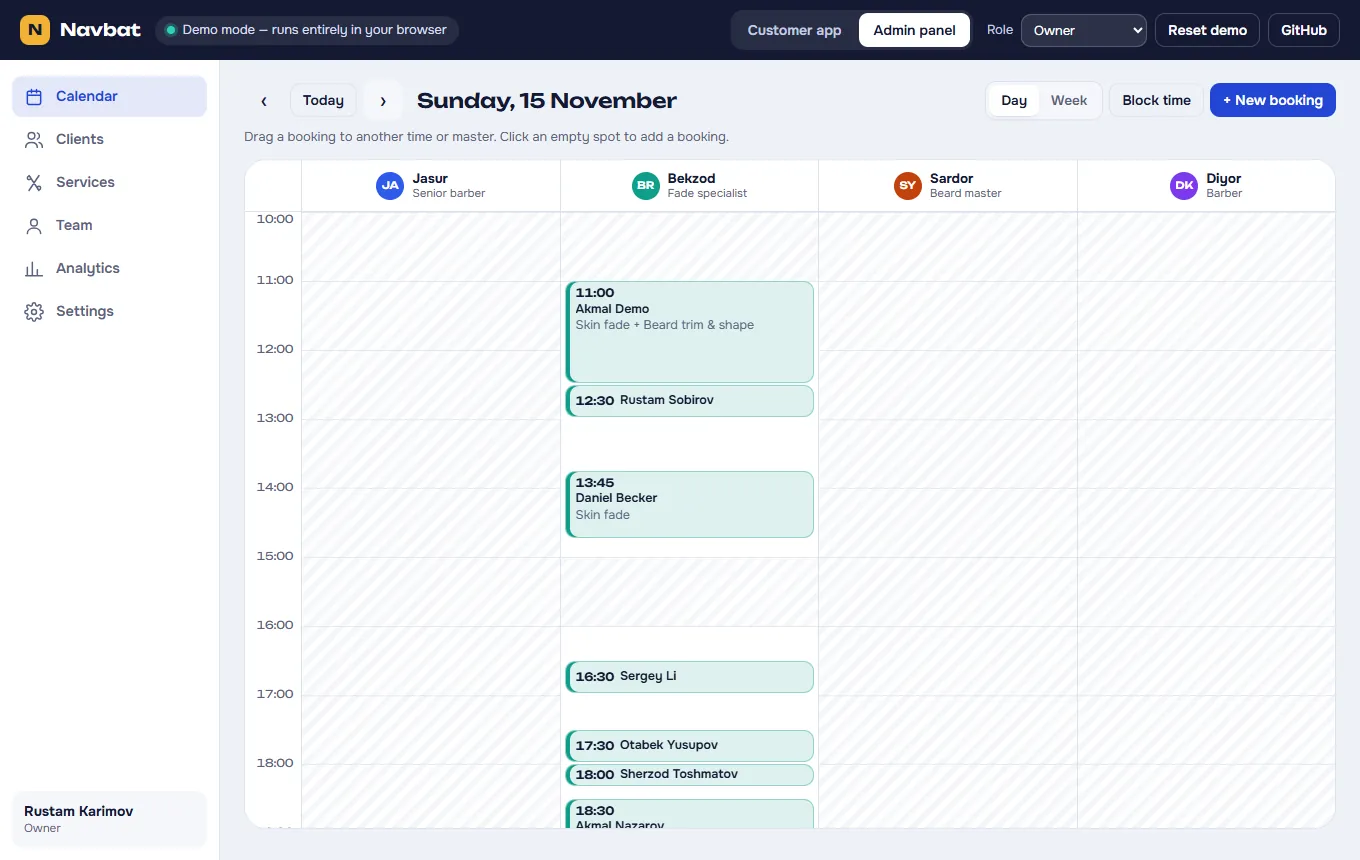 N Navbat
Demo mode – runs entirely in your browser
Customer app
Admin panel
Role
Owner
Reset demo
GitHub
Calendar
Clients
Services
Team
Analytics
Settings
Rustam Karimov
Owner
‹
Today
›
Sunday, 15 November
Day
Week
Block time
+ New booking
Drag a booking to another time or master. Click an empty spot to add a booking.
JA
Jasur
Senior barber
BR
Bekzod
Fade specialist
SY
Sardor
Beard master
DK
Diyor
Barber
10:00
11:00
12:00
13:00
14:00
15:00
16:00
17:00
18:00
11:00
Akmal Demo
Skin fade + Beard trim & shape
12:30 Rustam Sobirov
13:45
Daniel Becker
Skin fade
16:30 Sergey Li
17:30 Otabek Yusupov
18:00 Sherzod Toshmatov
18:30
Akmal Nazarov